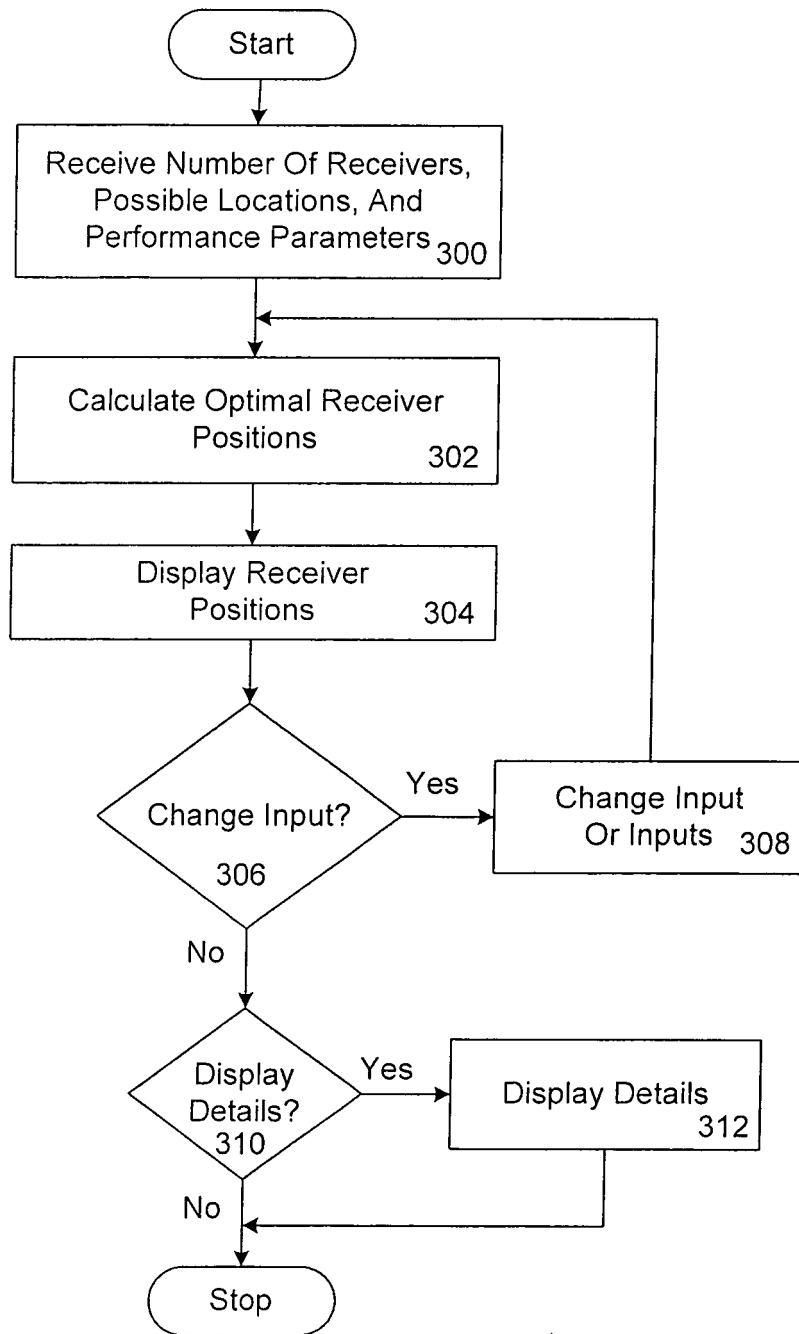 Start
Receive Number Of Receivers,
Possible Locations, And
Performance Parameters
300
Calculate Optimal Receiver
Positions
302
Display Receiver
Positions
304
Change Input?
306
Yes
Change Input
Or Inputs
308
No
Display
Details?
310
Yes
Display Details
312
No
Stop